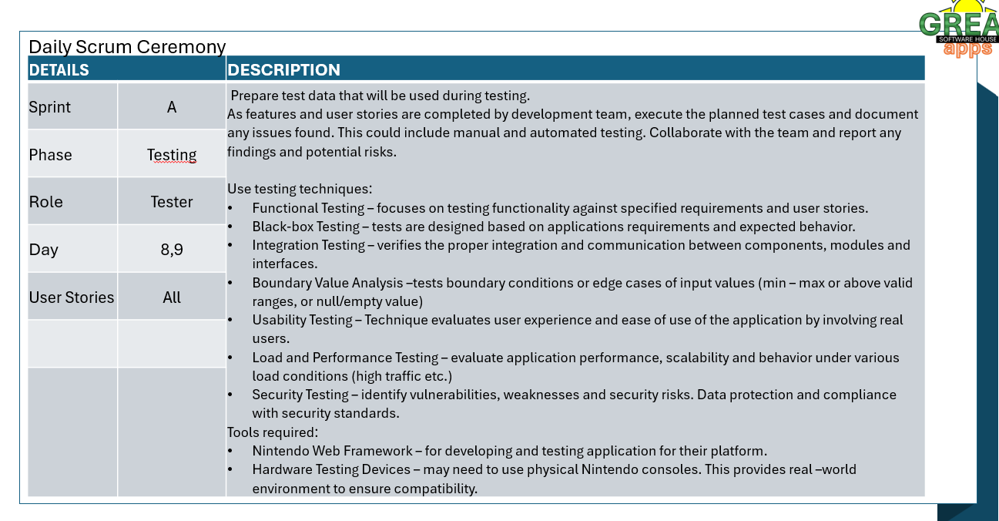 GREA
SOFTWARE HOUSE
apps
Daily Scrum Ceremony
DETAILS
DESCRIPTION
Sprint
A
Phase
Testing
Role
Tester
Day
8,9
User Stories
All
Prepare test data that will be used during testing.
As features and user stories are completed by development team, execute the planned test cases and document
any issues found. This could include manual and automated testing. Collaborate with the team and report any
findings and potential risks.
Use testing techniques:
• Functional Testing – focuses on testing functionality against specified requirements and user stories.
• Black-box Testing – tests are designed based on applications requirements and expected behavior.
• Integration Testing – verifies the proper integration and communication between components, modules and
interfaces.
• Boundary Value Analysis –tests boundary conditions or edge cases of input values (min – max or above valid
ranges, or null/empty value)
• Usability Testing – Technique evaluates user experience and ease of use of the application by involving real
users.
• Load and Performance Testing – evaluate application performance, scalability and behavior under various
load conditions (high traffic etc.)
• Security Testing – identify vulnerabilities, weaknesses and security risks. Data protection and compliance
with security standards.
Tools required:
• Nintendo Web Framework – for developing and testing application for their platform.
• Hardware Testing Devices – may need to use physical Nintendo consoles. This provides real –world
environment to ensure compatibility.